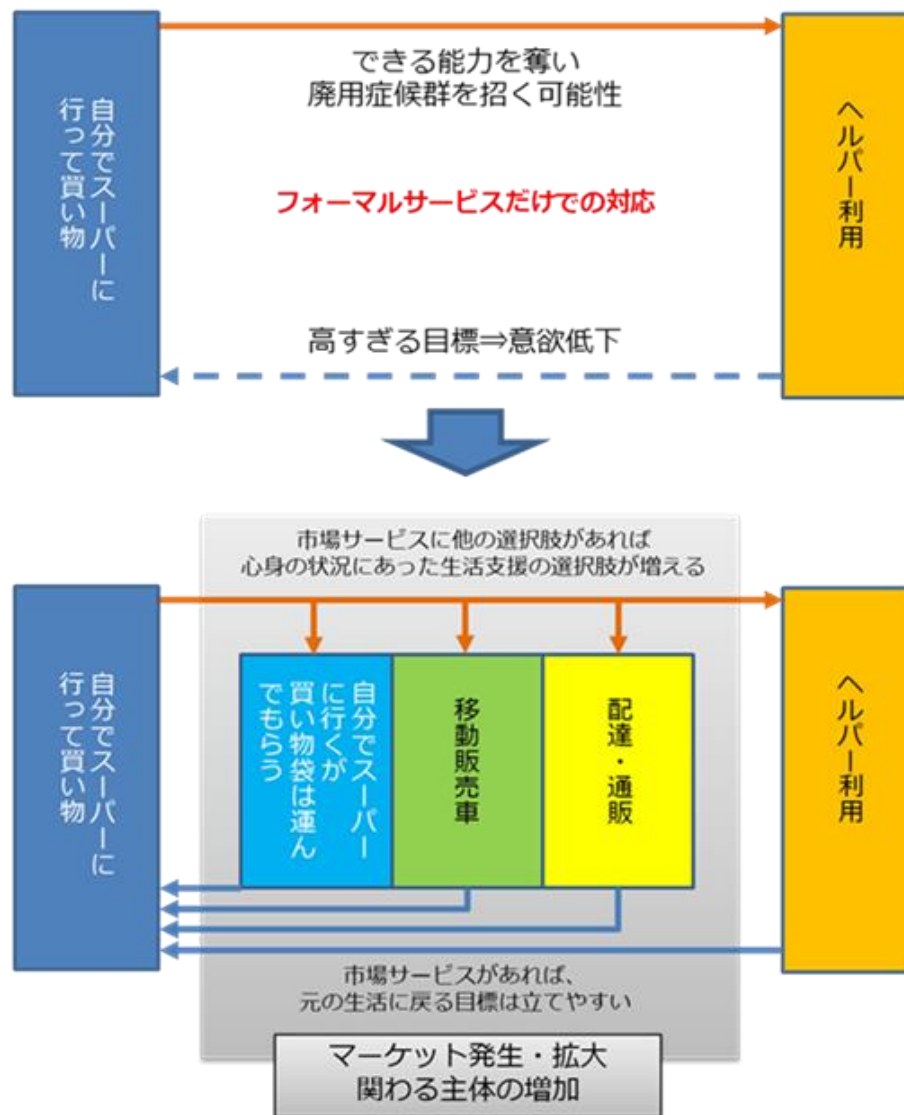 できる能力を奪い
廃用症候群を招く可能性
自分でスーパーに
行って買い物
フォーマルサービスだけでの対応
ヘルパー利用
高すぎる目標⇒意欲低下
市場サービスに他の選択肢があれば
心身の状況にあった生活支援の選択肢が増える
自分でスーパーに
行って買い物
自分でスーパー
に行くが
買い物袋は運ん
でもらう
移動販売車
配達・通販
ヘルパー利用
市場サービスがあれば、
元の生活に戻る目標は立てやすい
マーケット発生・拡大
関わる主体の増加